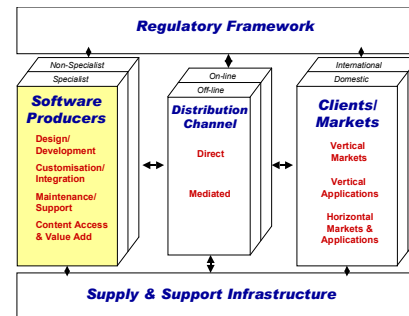 Regulatory Framework
Non-Specialist
Specialist
Software
Producers
Design/
Development
Customisation/
Integration
Maintenance/
Support
Content Access
& Value Add
On-line
Off-line
Distribution
Channel
Direct
Mediated
International
Domestic
Clients/
Markets
Vertical
Markets
Vertical
Applications
Horizontal
Markets &
Applications
Supply & Support Infrastructure